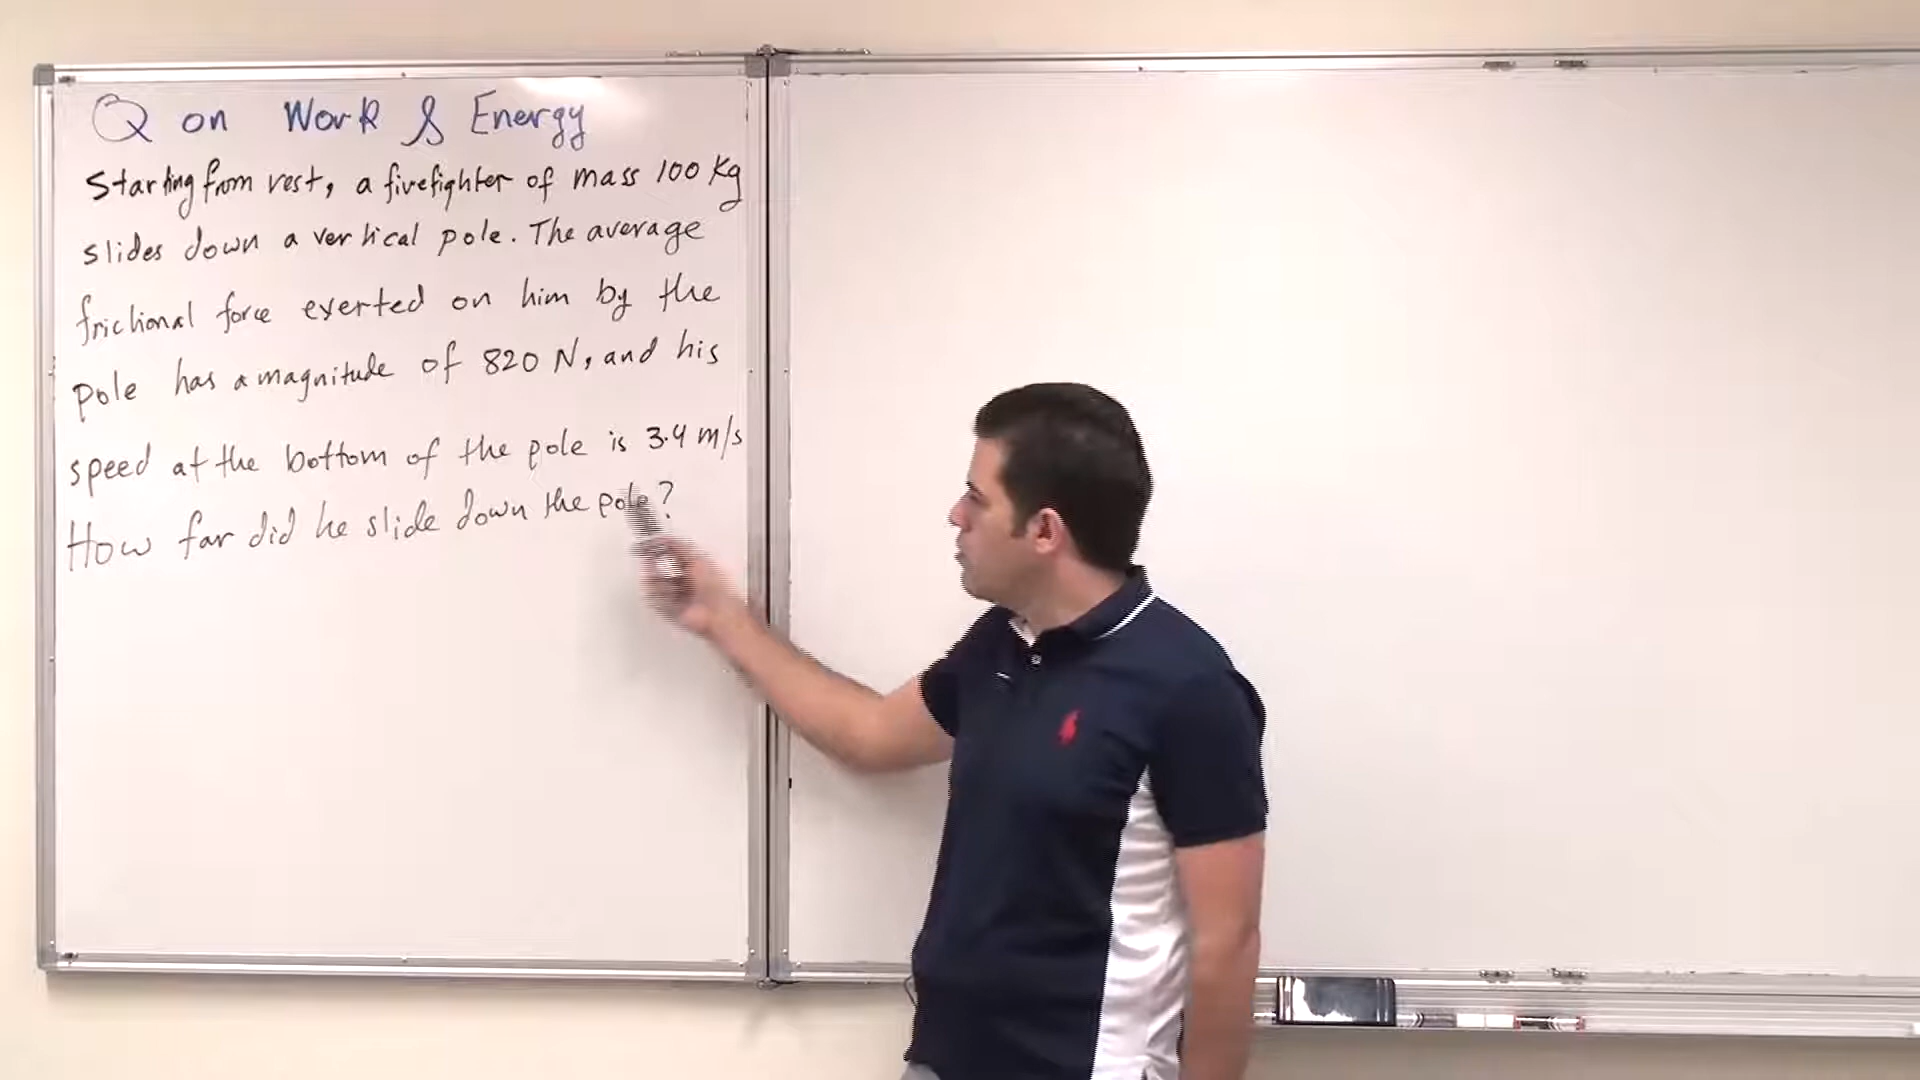 Q on Work & Energy
Starting from rest, a firefighter of mass 100 Kg
slides down a vertical pole. The average
frictional force exerted on him by the
pole has a magnitude of 820 N, and his
speed at the bottom of the pole is 3.4 m/s
How far did he slide down the pole?